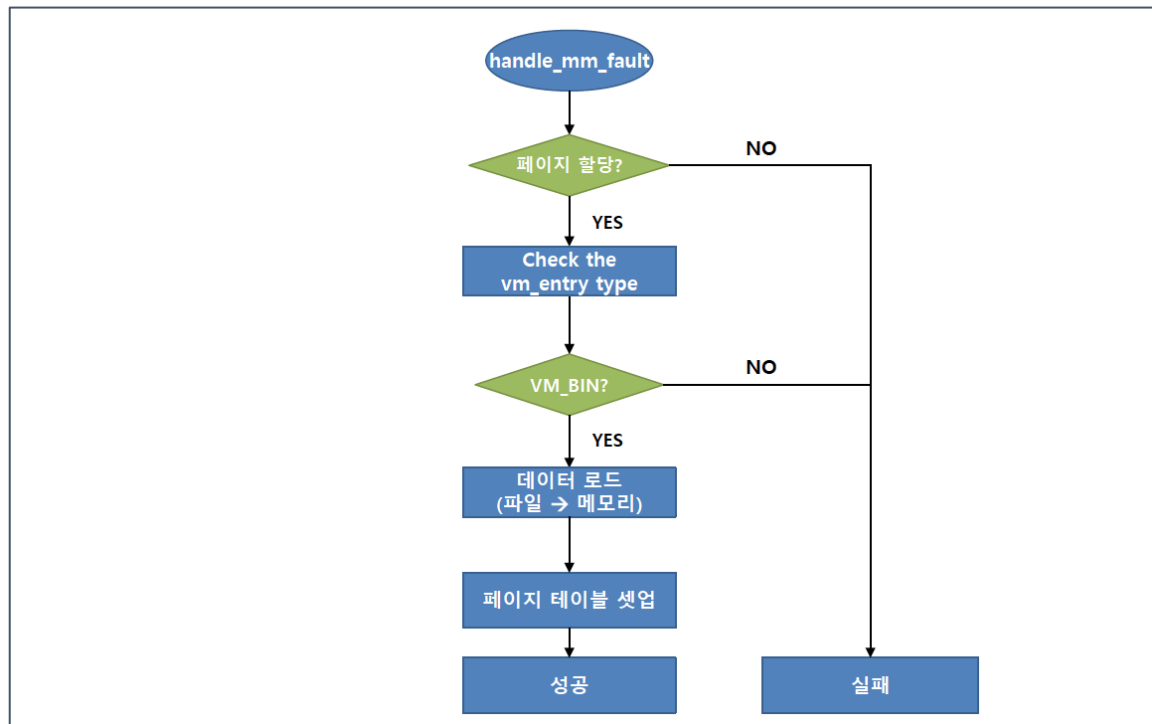 handle_mm_fault
페이지 할당?
NO
YES
Check the
vm_entry type
VM_BIN?
NO
YES
데이터 로드
(파일 → 메모리)
페이지 테이블 셋업
성공
실패